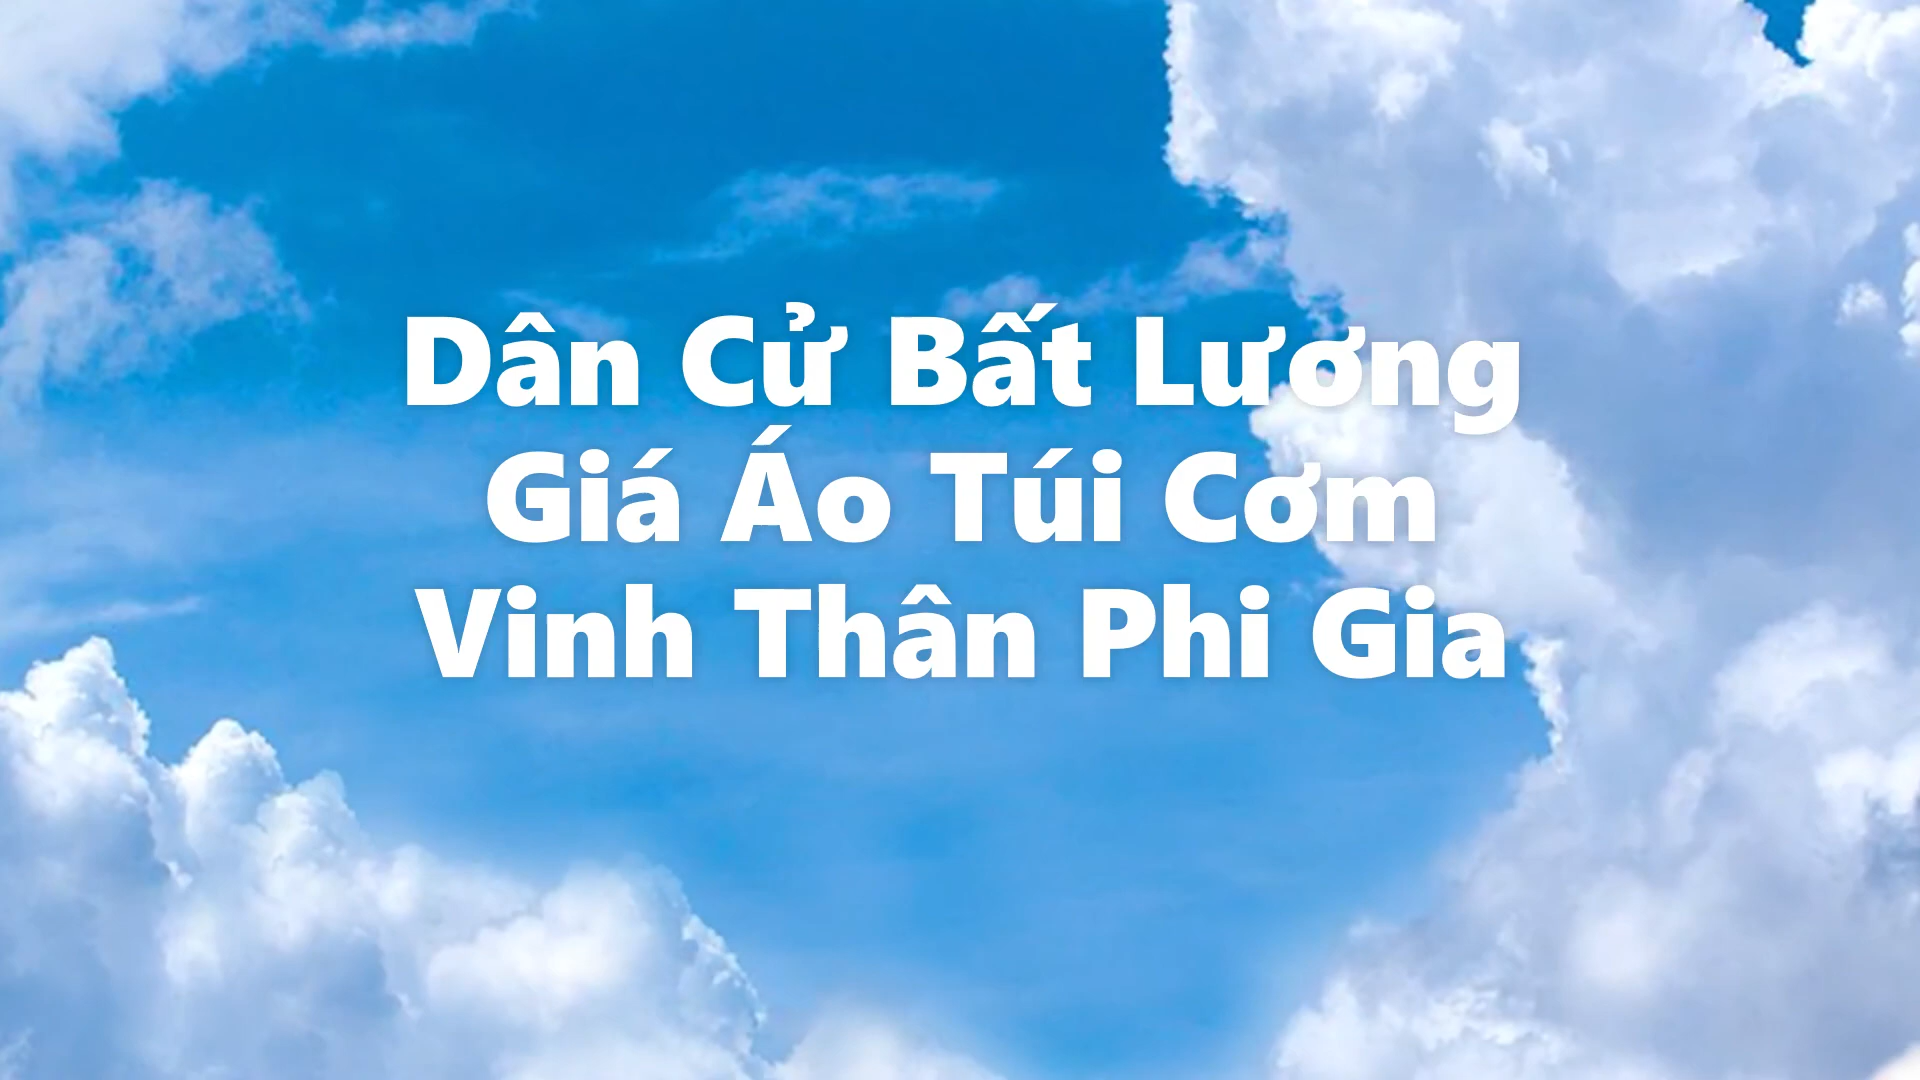 Dân Cử Bất Lương
Giá Áo Túi Cơm
Vinh Thân Phi Gia